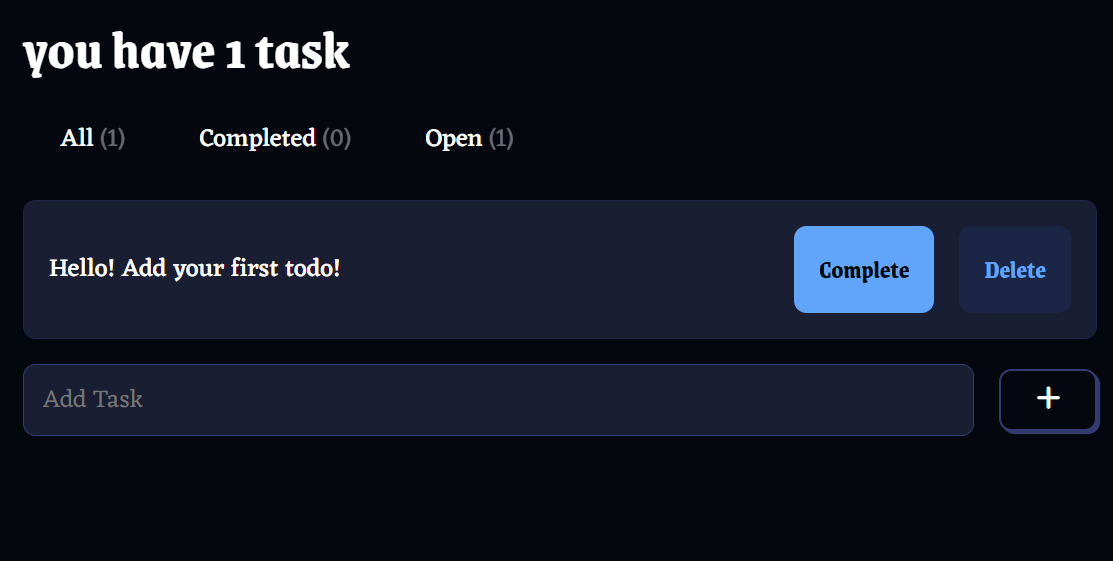 you have 1 task
All (1) Completed (0) Open (1)
Hello! Add your first todo! Complete Delete
Add Task +